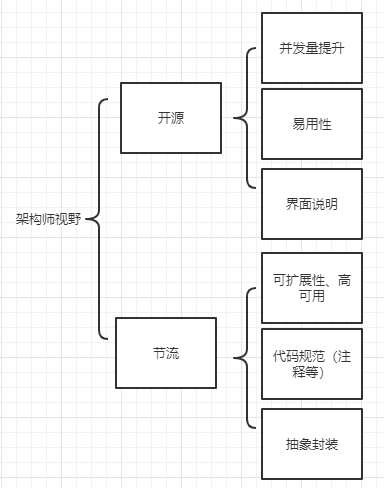 架构师视野
开源
并发量提升
易用性
界面说明
节流
可扩展性、高
可用
代码规范（注
释等）
抽象封装